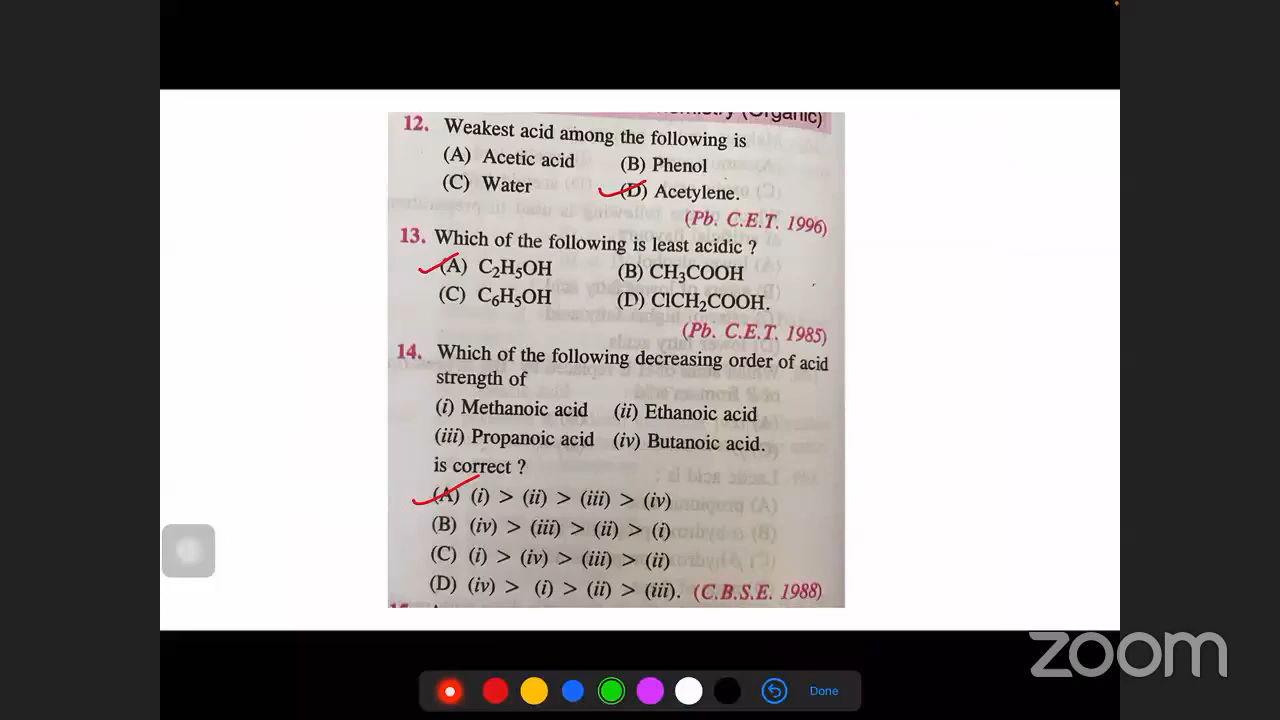 Chemistry (Organic)
12. Weakest acid among the following is
(A) Acetic acid (B) Phenol
(C) Water (D) Acetylene.
(Pb. C.E.T. 1996)
13. Which of the following is least acidic ?
(A) C₂H₅OH (B) CH₃COOH
(C) C₆H₅OH (D) ClCH₂COOH.
(Pb. C.E.T. 1985)
14. Which of the following decreasing order of acid
strength of
(i) Methanoic acid (ii) Ethanoic acid
(iii) Propanoic acid (iv) Butanoic acid.
is correct ?
(A) (i) > (ii) > (iii) > (iv)
(B) (iv) > (iii) > (ii) > (i)
(C) (i) > (iv) > (iii) > (ii)
(D) (iv) > (i) > (ii) > (iii). (C.B.S.E. 1988)
zoom
Done